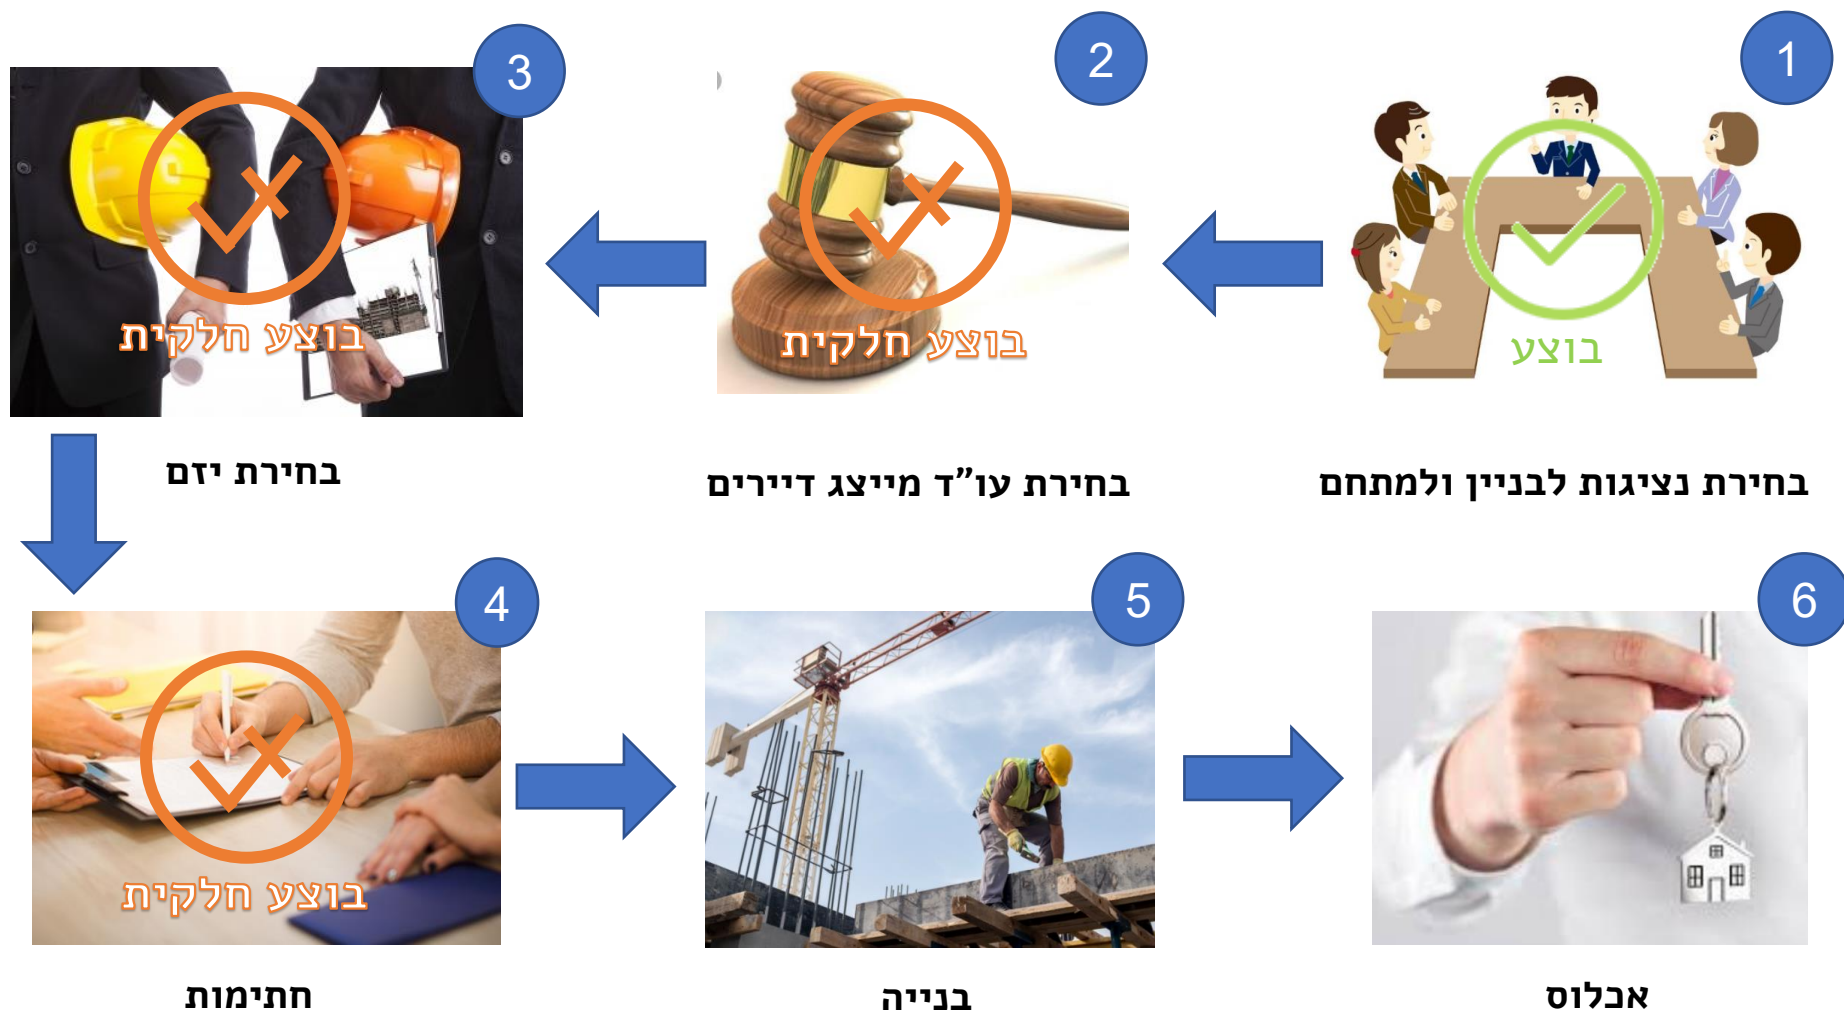 1
בוצע
בחירת נציגות לבניין ולמתחם
2
בוצע חלקית
בחירת עו״ד מייצג דיירים
3
בוצע חלקית
בחירת יזם
4
בוצע חלקית
חתימות
5
בנייה
6
אכלוס